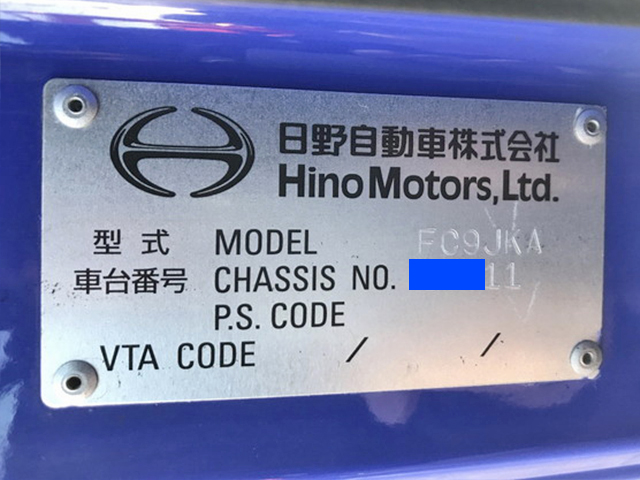 日野自動車株式会社
Hino Motors, Ltd.
型式 MODEL FC9JKA
車台番号 CHASSIS NO. 11
P.S. CODE
VTA CODE / /